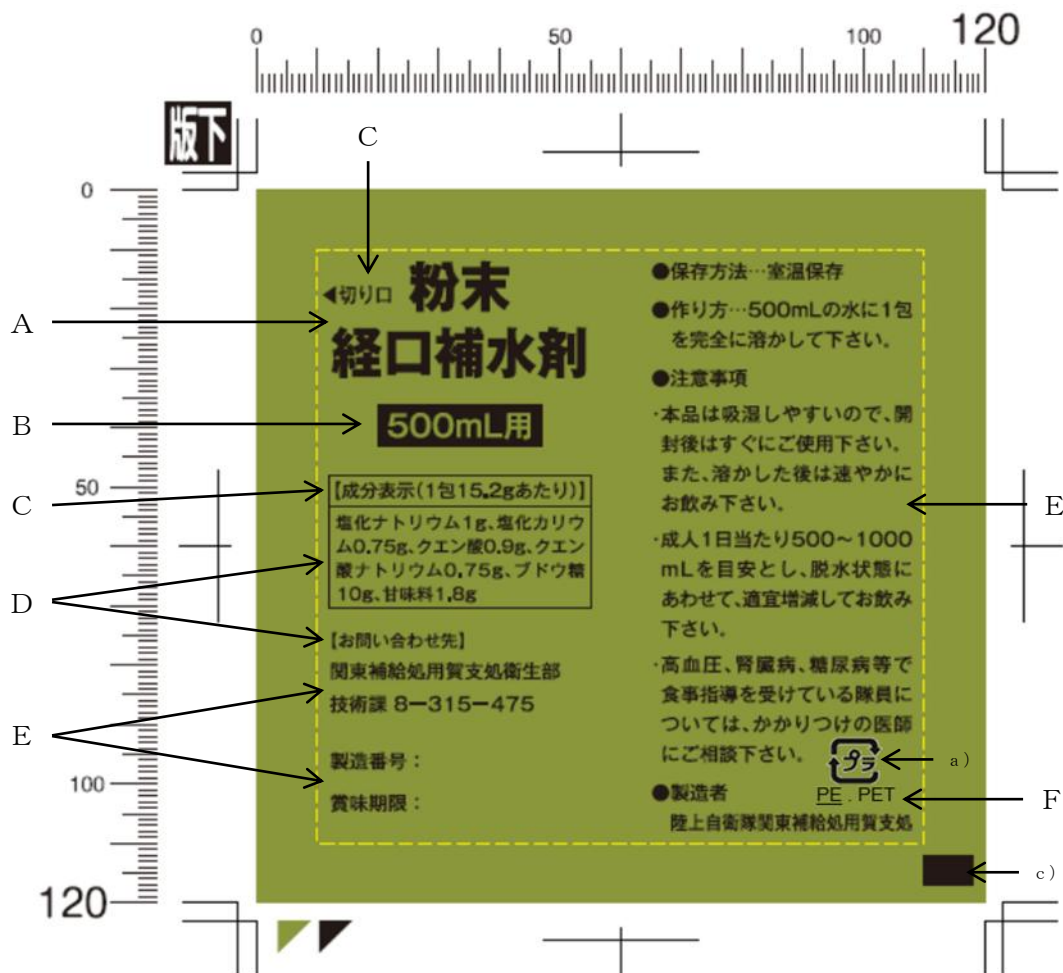 0
50
100
120
版下
C
0
50
100
120
A
B
C
D
E
◀切り口 粉末
経口補水剤
500mL用
【成分表示(1包15.2gあたり)】
塩化ナトリウム1g、塩化カリウ
ム0.75g、クエン酸0.9g、クエン
酸ナトリウム0.75g、ブドウ糖
10g、甘味料1.8g
【お問い合わせ先】
関東補給処用賀支処衛生部
技術課 8－315－475
製造番号：
賞味期限：
●保存方法…室温保存
●作り方…500mLの水に1包
を完全に溶かして下さい。
●注意事項
・本品は吸湿しやすいので、開
封後はすぐにご使用下さい。
また、溶かした後は速やかに
お飲み下さい。
・成人1日当たり500～1000
mLを目安とし、脱水状態に
あわせて、適宜増減してお飲み
下さい。
・高血圧、腎臓病、糖尿病等で
食事指導を受けている隊員に
ついては、かかりつけの医師
にご相談下さい。
プラ
PE . PET
●製造者
陸上自衛隊関東補給処用賀支処
E
a)
F
c)